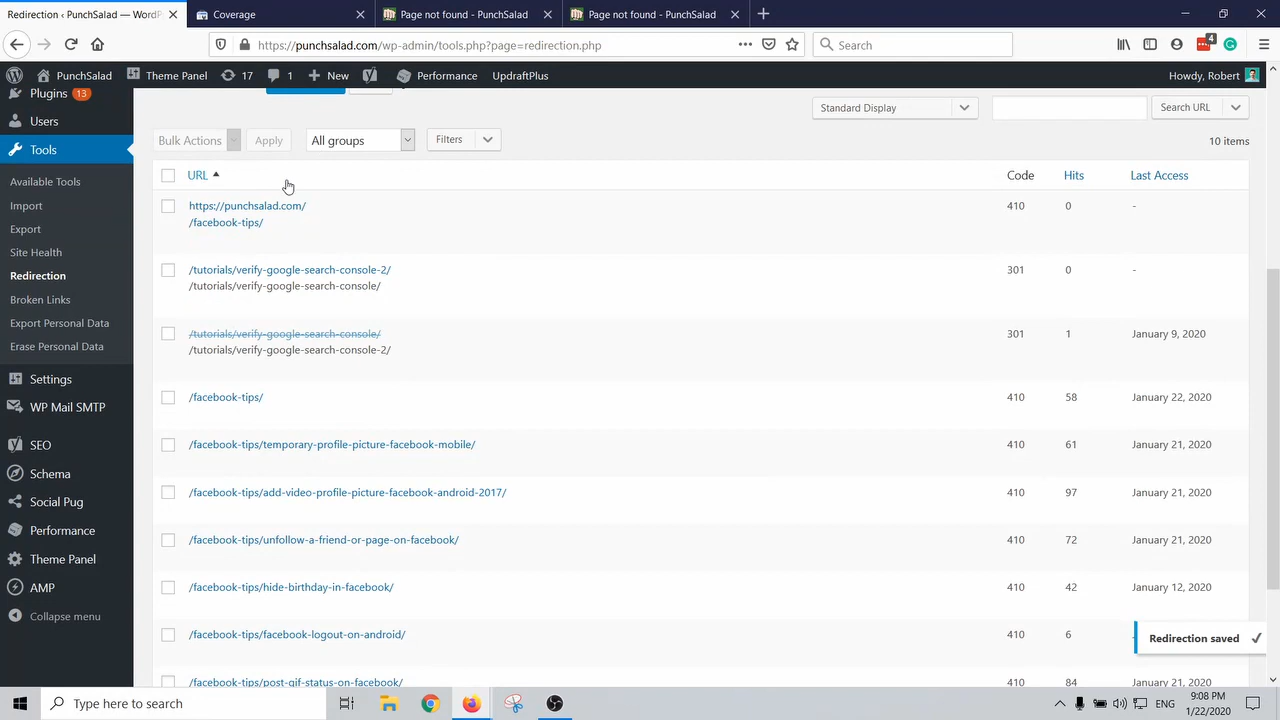 Redirection ‹ PunchSalad — WordP
Coverage
Page not found - PunchSalad
Page not found - PunchSalad
https://punchsalad.com/wp-admin/tools.php?page=redirection.php
Search
4
PunchSalad
Theme Panel
17
1
New
Performance
UpdraftPlus
Howdy, Robert
Plugins 13
Users
Tools
Available Tools
Import
Export
Site Health
Redirection
Broken Links
Export Personal Data
Erase Personal Data
Settings
WP Mail SMTP
SEO
Schema
Social Pug
Performance
Theme Panel
AMP
Collapse menu
Standard Display
Search URL
Bulk Actions
Apply
All groups
Filters
10 items
URL
Code
Hits
Last Access
https://punchsalad.com/
/facebook-tips/
410
0
-
/tutorials/verify-google-search-console-2/
/tutorials/verify-google-search-console/
301
0
-
/tutorials/verify-google-search-console/
/tutorials/verify-google-search-console-2/
301
1
January 9, 2020
/facebook-tips/
410
58
January 22, 2020
/facebook-tips/temporary-profile-picture-facebook-mobile/
410
61
January 21, 2020
/facebook-tips/add-video-profile-picture-facebook-android-2017/
410
97
January 21, 2020
/facebook-tips/unfollow-a-friend-or-page-on-facebook/
410
72
January 21, 2020
/facebook-tips/hide-birthday-in-facebook/
410
42
January 12, 2020
/facebook-tips/facebook-logout-on-android/
410
6
Redirection saved
/facebook-tips/post-gif-status-on-facebook/
410
84
January 21, 2020
Type here to search
ENG
9:08 PM
1/22/2020